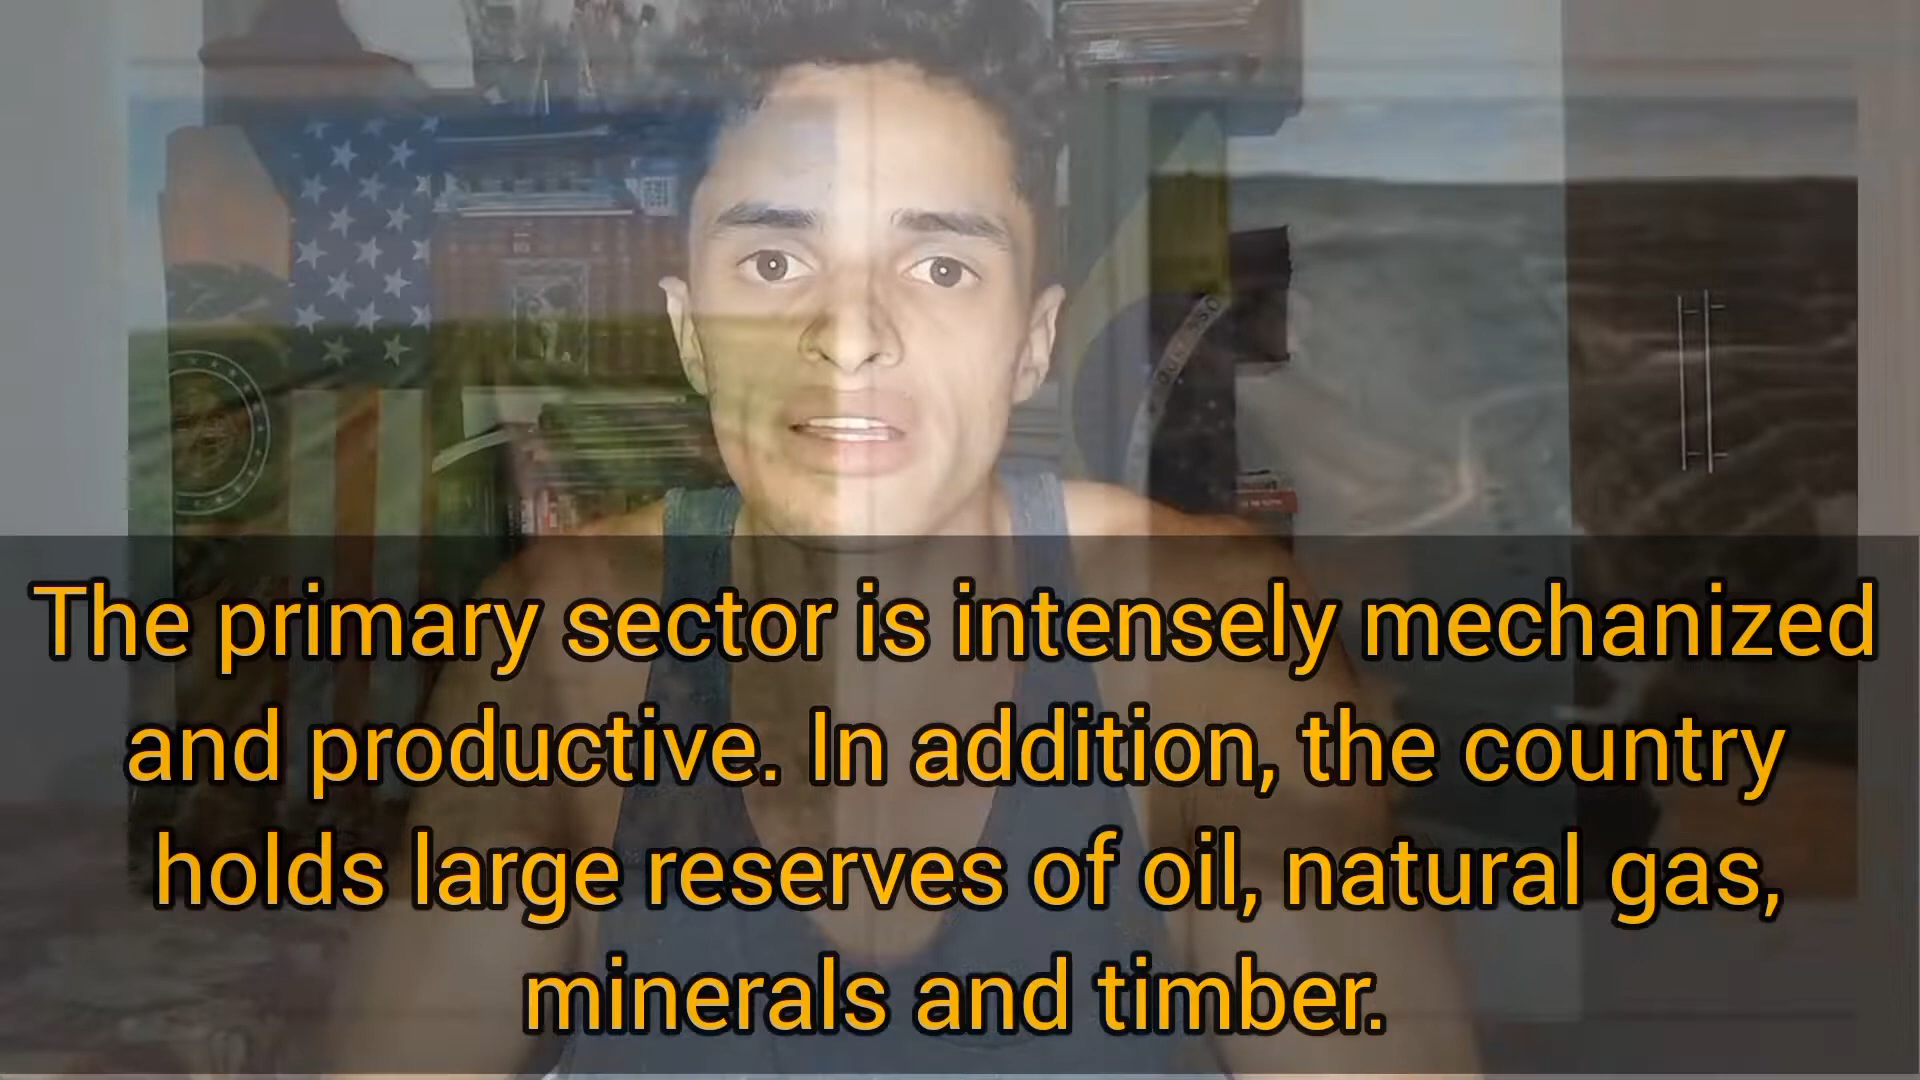 The primary sector is intensely mechanized
and productive. In addition, the country
holds large reserves of oil, natural gas,
minerals and timber.